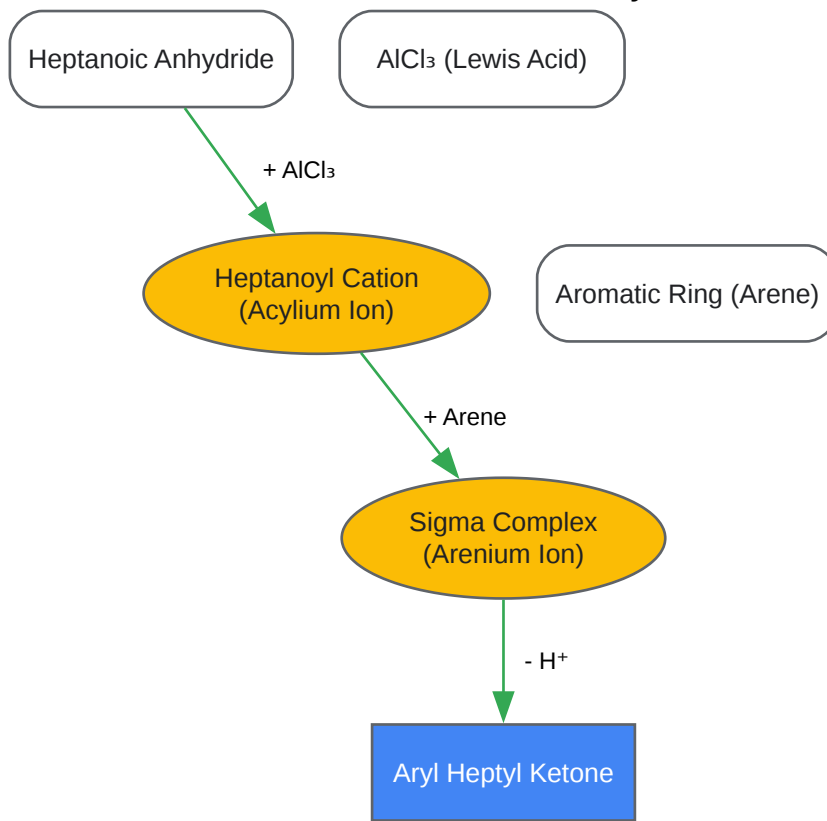 Heptanoic Anhydride
AlCl₃ (Lewis Acid)
+ AlCl₃
Heptanoyl Cation
(Acylium Ion)
Aromatic Ring (Arene)
+ Arene
Sigma Complex
(Arenium Ion)
- H⁺
Aryl Heptyl Ketone